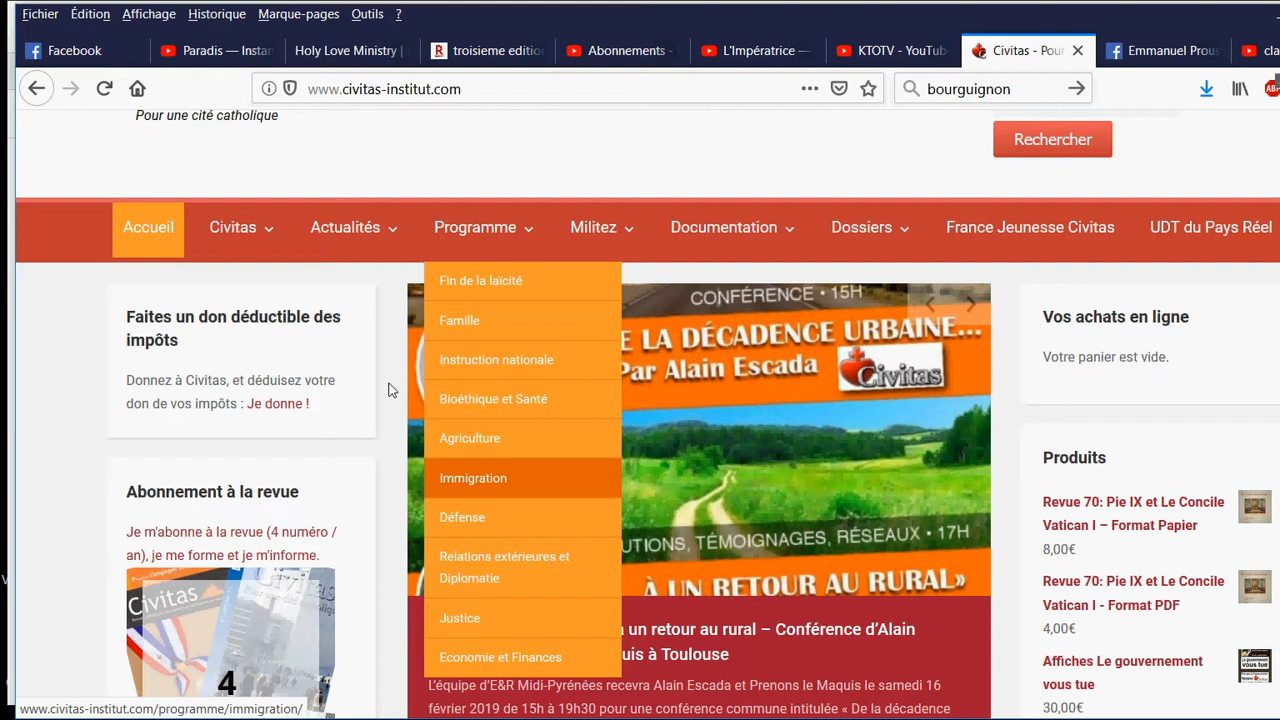 Fichier Édition Affichage Historique Marque-pages Outils ?
Facebook
Paradis — Instan
Holy Love Ministry |
troisieme editio
Abonnements -
L'Impératrice —
KTOTV - YouTube
Civitas - Pour
Emmanuel Prous
cla
www.civitas-institut.com
bourguignon
Pour une cité catholique
Rechercher
Accueil Civitas Actualités Programme Militez Documentation Dossiers France Jeunesse Civitas UDT du Pays Réel
Fin de la laïcité
Famille
Instruction nationale
Bioéthique et Santé
Agriculture
Immigration
Défense
Relations extérieures et
Diplomatie
Justice
Economie et Finances
Faites un don déductible des
impôts
Donnez à Civitas, et déduisez votre
don de vos impôts : Je donne !
Abonnement à la revue
Je m'abonne à la revue (4 numéro /
an), je me forme et je m'informe.
Civitas
4
CONFÉRENCE • 15H
E LA DÉCADENCE URBAINE...
Par Alain Escada
Civitas
UTIONS, TÉMOIGNAGES, RÉSEAUX • 17H
À UN RETOUR AU RURAL»
à un retour au rural – Conférence d'Alain
uis à Toulouse
L'équipe d'E&R Midi-Pyrénées recevra Alain Escada et Prenons le Maquis le samedi 16
février 2019 de 15h à 19h30 pour une conférence commune intitulée « De la décadence
Vos achats en ligne
Votre panier est vide.
Produits
Revue 70: Pie IX et Le Concile
Vatican I – Format Papier
8,00€
Revue 70: Pie IX et Le Concile
Vatican I - Format PDF
4,00€
Affiches Le gouvernement
vous tue
30,00€
www.civitas-institut.com/programme/immigration/